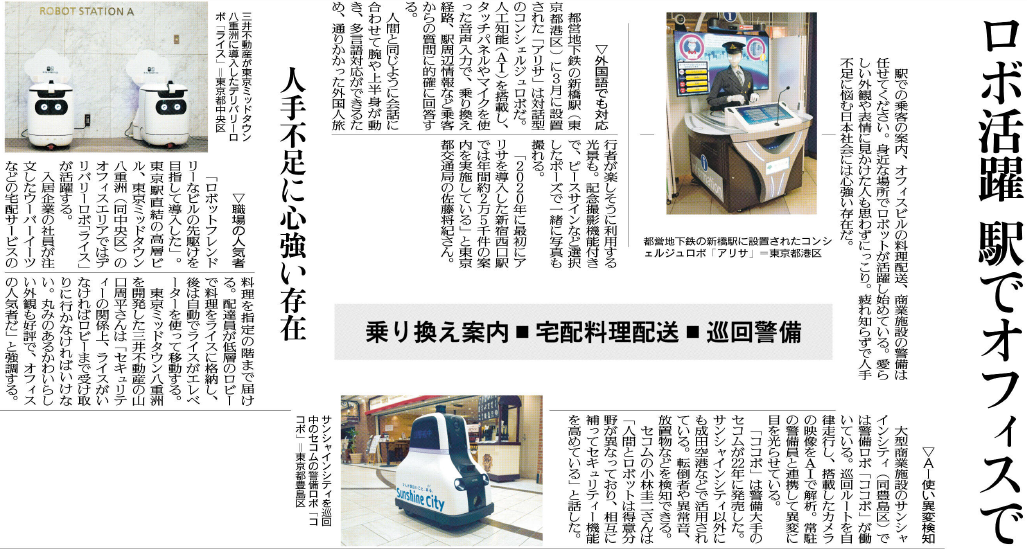 ロボ活躍 駅でオフィスで
駅での乗客の案内、オフィスビルの料理配送、商業施設の警備は
任せてください。身近な場所でロボットが活躍し始めている。愛ら
しい外観や表情に見かけた人も思わずにっこり。疲れ知らずで人手
不足に悩む日本社会には心強い存在だ。
乗り換え案内■宅配料理配送■巡回警備
人手不足に心強い存在
都営地下鉄の新橋駅に設置されたコンシ
ェルジュロボ「アリサ」＝東京都港区
▽外国語でも対応
都営地下鉄の新橋駅（東
京都港区）に3月に設置
された「アリサ」は対話型
のコンシェルジュロボだ。
人工知能（AI）を搭載し、
タッチパネルやマイクを使
った音声入力で、乗り換え
経路、駅周辺情報など乗客
からの質問に的確に回答す
る。
人間と同じように会話に
合わせて腕や上半身が動
き、多言語対応ができるた
め、通りかかった外国人旅
行者が楽しそうに利用する
光景も。記念撮影機能付き
で、ピースサインなど選択
したポーズで一緒に写真も
撮れる。
「2020年に最初にア
リサを導入した新宿西口駅
では年間約2万5千件の案
内を実施している」と東京
都交通局の佐藤将紀さん。
ROBOT STATION A
三井不動産が東京ミッドタウン
八重洲に導入したデリバリーロ
ボ「ライス」＝東京都中央区
▽職場の人気者
「ロボットフレンド
リーなビルの先駆けを
目指して導入した」。
東京駅直結の高層ビ
ル、東京ミッドタウン
八重洲（同中央区）の
オフィスエリアではデ
リバリーロボ「ライス」
が活躍する。
入居企業の社員が注
文したウーバーイーツ
などの宅配サービスの
料理を指定の階まで届け
る。配達員が低層のロビー
で料理をライスに格納し、
後は自動でライスがエレベ
ーターを使って移動する。
東京ミッドタウン八重洲
を開発した三井不動産の山
口周平さんは「セキュリテ
ィーの関係上、ライスがい
なければロビーまで受け取
りに行かなければいけな
い。丸みのあるかわいらし
い外観も好評で、オフィス
の人気者だ」と強調する。
▽AI使い異変検知
大型商業施設のサンシャ
インシティ（同豊島区）で
は警備ロボ「ココボ」が働
いている。巡回ルートを自
律走行し、搭載したカメラ
の映像をAIで解析。常駐
の警備員と連携して異変に
目を光らせている。
「ココボ」は警備大手の
セコムが22年に発売した。
サンシャインシティ以外に
も成田空港などで活用され
ている。転倒者や異常音、
放置物などを検知できる。
セコムの小林圭二さんは
「人間とロボットは得意分
野が異なっており、相互に
補ってセキュリティー機能
を高めている」と話した。
Sunshine City
サンシャインシティを巡回
中のセコムの警備ロボ「コ
コボ」＝東京都豊島区